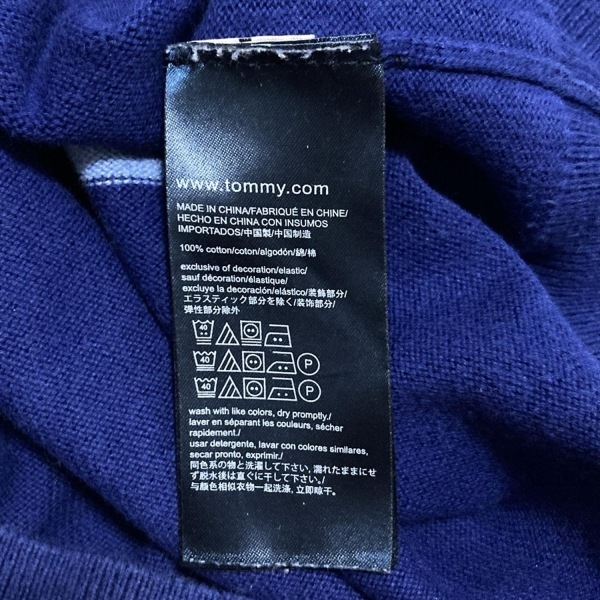 www.tommy.com
MADE IN CHINA/FABRIQUÉ EN CHINE/
HECHO EN CHINA CON INSUMOS
IMPORTADOS/中国製/中国制造
100% cotton/coton/algodón/綿/棉
exclusive of decoration/elastic/
sauf décoration/élastique/
excluye la decoración/elástico/装飾部分/
エラスティック部分を除く/装饰部分/
弹性部分除外
40
40 P
40 P
wash with like colors, dry promptly./
laver en séparant les couleurs, sécher
rapidement./
usar detergente, lavar con colores similares,
secar pronto, exprimir./
同色系の物と洗濯して下さい, 濡れたままにせ
ず脱水後は直ぐに干して下さい。/
与颜色相似衣物一起洗涤, 立即晾干。